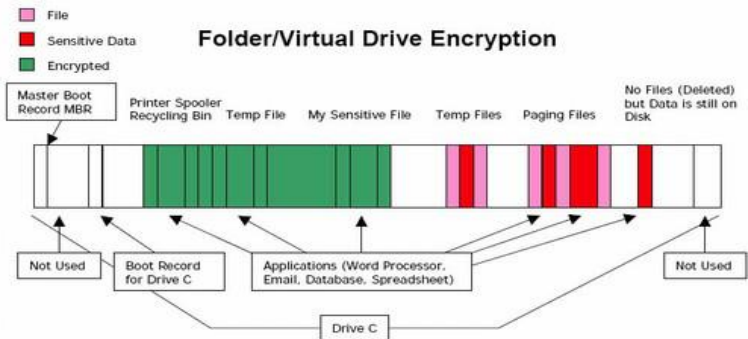 File
Sensitive Data
Encrypted
Folder/Virtual Drive Encryption
Master Boot
Record MBR
Printer Spooler
Recycling Bin
Temp File
My Sensitive File
Temp Files
Paging Files
No Files (Deleted)
but Data is still on
Disk
Not Used
Boot Record
for Drive C
Applications (Word Processor,
Email, Database, Spreadsheet)
Not Used
Drive C